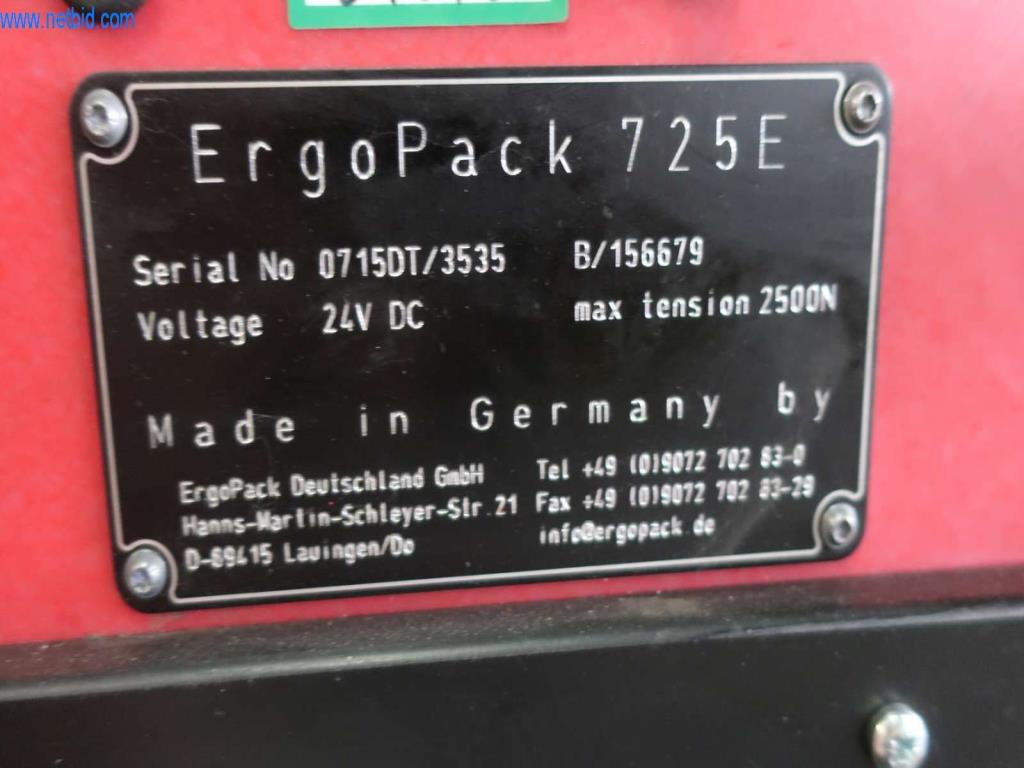 www.netbid.com
ErgoPack 725E
Serial No 0715DT/3535 B/156679
Voltage 24V DC max tension 2500N
Made in Germany by
ErgoPack Deutschland GmbH Tel +49 (0)9072 702 83-0
Hanns-Martin-Schleyer-Str.21 Fax +49 (0)9072 702 83-29
D-89415 Lauingen/Do info@ergopack.de